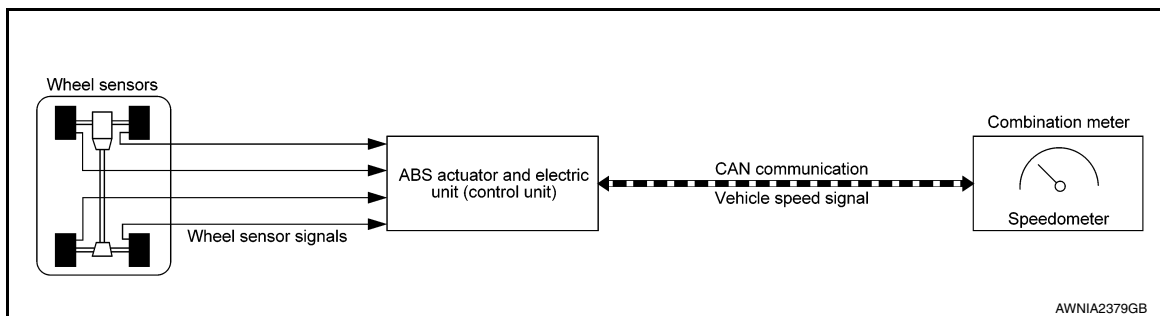 Wheel sensors
Wheel sensor signals
ABS actuator and electric
unit (control unit)
CAN communication
Vehicle speed signal
Combination meter
Speedometer
AWNIA2379GB